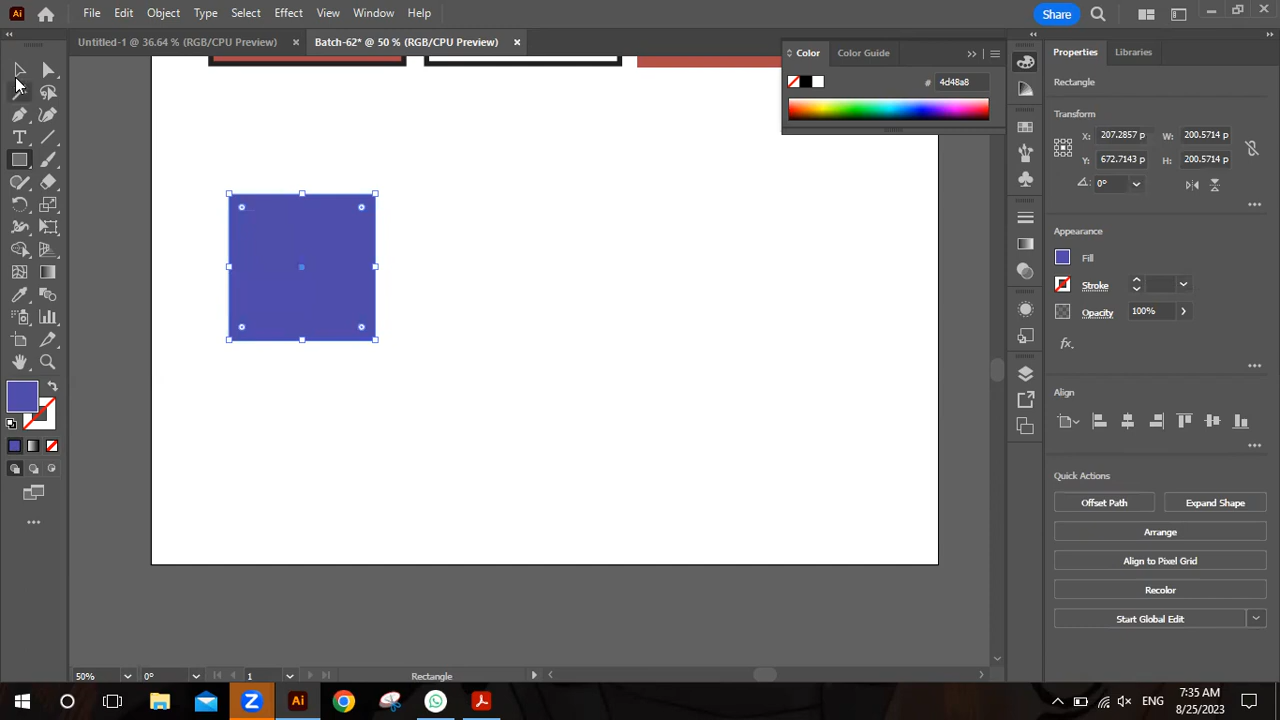 Ai File Edit Object Type Select Effect View Window Help Share
Untitled-1 @ 36.64 % (RGB/CPU Preview) × Batch-62* @ 50 % (RGB/CPU Preview) ×
Color Color Guide
# 4d48a8
Properties Libraries
Rectangle
Transform
X: 207.2857 p W: 200.5714 p
Y: 672.7143 p H: 200.5714 p
0°
Appearance
Fill
Stroke
Opacity 100%
fx.
Align
Quick Actions
Offset Path Expand Shape
Arrange
Align to Pixel Grid
Recolor
Start Global Edit
50% 0° 1 Rectangle
Z Ai ENG 7:35 AM
8/25/2023